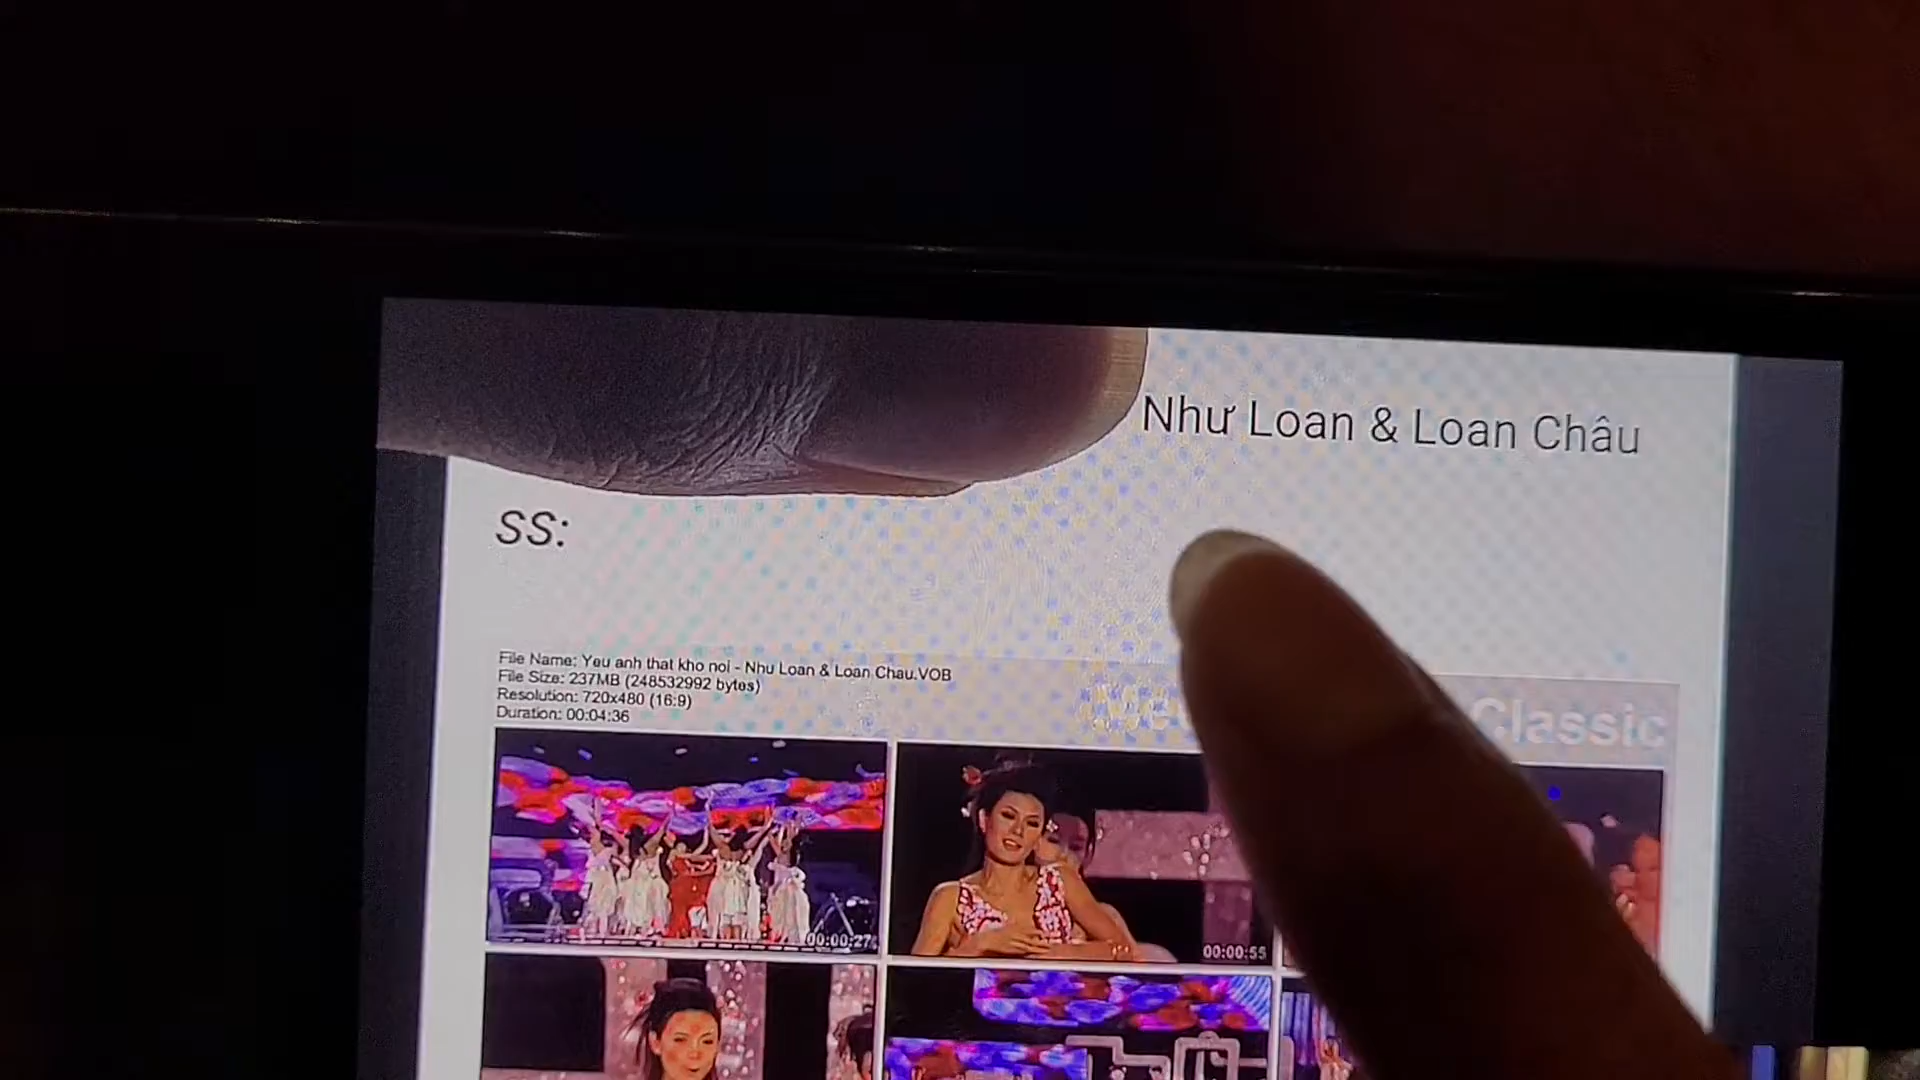 Như Loan & Loan Châu
SS:
File Name: Yeu anh that kho noi - Nhu Loan & Loan Chau.VOB
File Size: 237MB (248532992 bytes)
Resolution: 720x480 (16:9)
Duration: 00:04:36
Classic
00:00:27
00:00:55